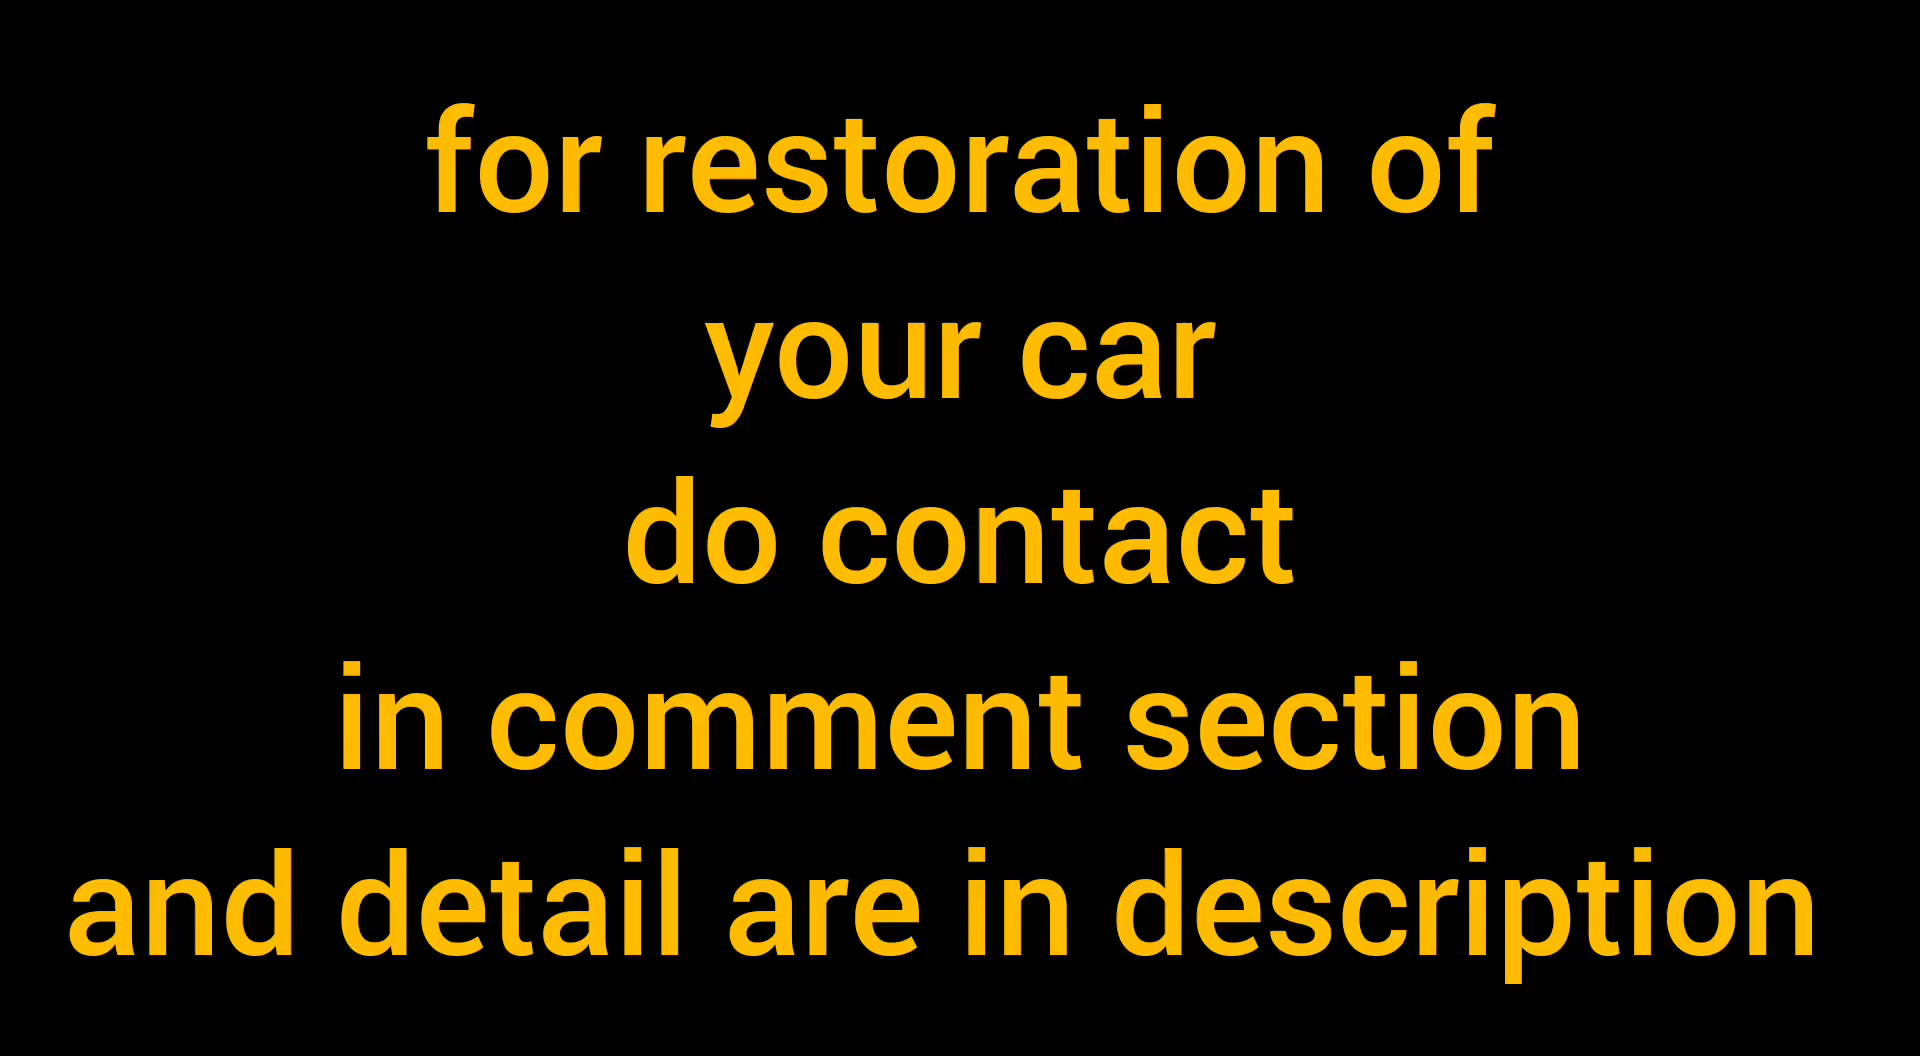 for restoration of
your car
do contact
in comment section
and detail are in description